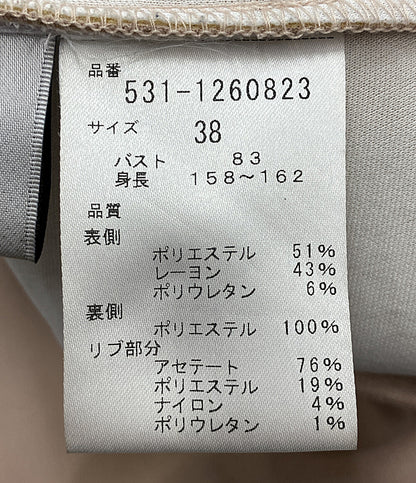 品番
531-1260823
サイズ 38
バスト 83
身長 158〜162
品質
表側
ポリエステル 51%
レーヨン 43%
ポリウレタン 6%
裏側
ポリエステル 100%
リブ部分
アセテート 76%
ポリエステル 19%
ナイロン 4%
ポリウレタン 1%